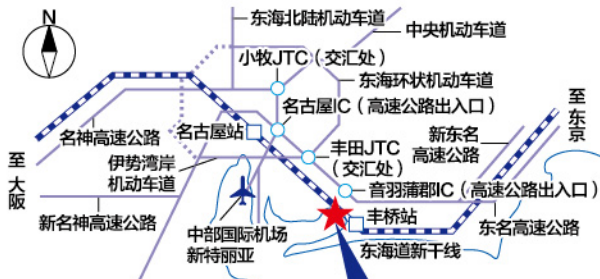 N
东海北陆机动车道
中央机动车道
小牧JTC（交汇处）
东海环状机动车道
名古屋IC（高速公路出入口）
至东京
名神高速公路
名古屋站
新东名
高速公路
丰田JTC
（交汇处）
至大阪
伊势湾岸
机动车道
音羽蒲郡IC（高速公路出入口）
新名神高速公路
中部国际机场
新特丽亚
丰桥站
东名高速公路
东海道新干线